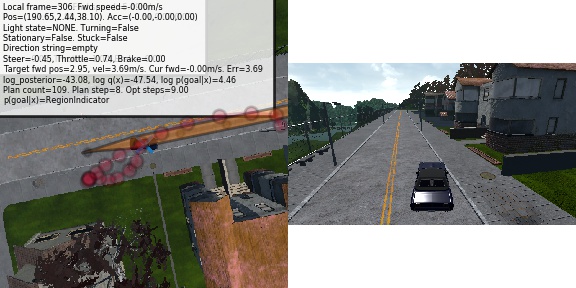 Local frame=306. Fwd speed=-0.00m/s
Pos=(190.65,2.44,38.10). Acc=(-0.00,-0.00,0.00)
Light state=NONE. Turning=False
Stationary=False. Stuck=False
Direction string=empty
Steer=-0.45, Throttle=0.74, Brake=0.00
Target fwd pos=2.95, vel=3.69m/s. Cur fwd=-0.00m/s. Err=3.69
log_posterior=-43.08, log q(x)=-47.54, log p(goal|x)=4.46
Plan count=109. Plan step=8. Opt steps=9.00
p(goal|x)=RegionIndicator